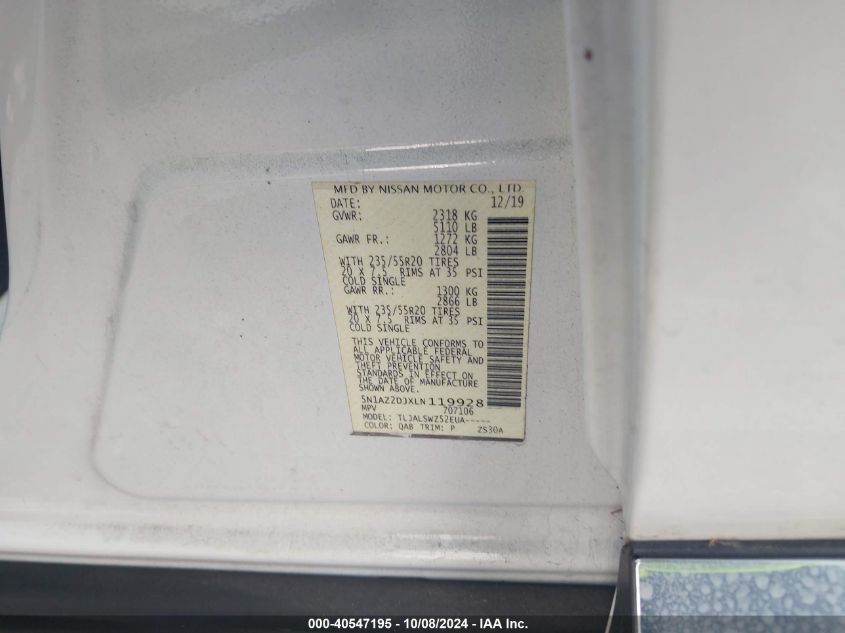 MFD BY NISSAN MOTOR CO., LTD
DATE: 12/19
GVWR: 2318 KG
5110 LB
GAWR FR.: 1272 KG
2804 LB
WITH 235/55R20 TIRES
20 X 7.5 RIMS AT 35 PSI
COLD SINGLE
GAWR RR.: 1300 KG
2866 LB
WITH 235/55R20 TIRES
20 X 7.5 RIMS AT 35 PSI
COLD SINGLE
THIS VEHICLE CONFORMS TO
ALL APPLICABLE FEDERAL
MOTOR VEHICLE SAFETY AND
THEFT PREVENTION
STANDARDS IN EFFECT ON
THE DATE OF MANUFACTURE
SHOWN ABOVE.
5N1AZ2DJXLN119928
MPV 707106
MODEL: TLJALSWZ52EUA-----
COLOR: QAB TRIM: P ZS30A
000-40547195 - 10/08/2024 - IAA Inc.